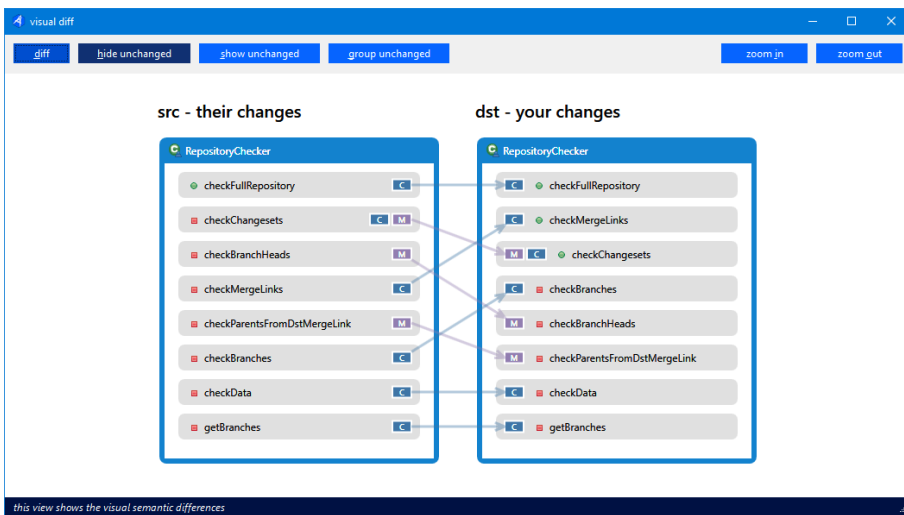 visual diff
diff hide unchanged show unchanged group unchanged zoom in zoom out
src - their changes
dst - your changes
C RepositoryChecker
checkFullRepository C
checkChangesets C M
checkBranchHeads M
checkMergeLinks C
checkParentsFromDstMergeLink M
checkBranches C
checkData C
getBranches C
C RepositoryChecker
C checkFullRepository
C checkMergeLinks
M C checkChangesets
C checkBranches
M checkBranchHeads
M checkParentsFromDstMergeLink
C checkData
C getBranches
this view shows the visual semantic differences